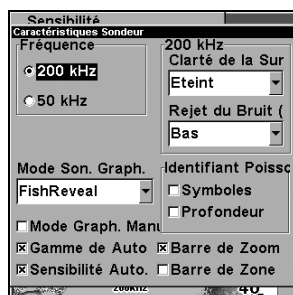 Sensibilité
Caractéristiques Sondeur
Fréquence
200 kHz
50 kHz
200 kHz
Clarté de la Sur
Eteint
Rejet du Bruit (
Bas
Mode Son. Graph.
FishReveal
Identifiant Poissc
Symboles
Profondeur
Mode Graph. Manu
Gamme de Auto
Barre de Zoom
Sensibilité Auto.
Barre de Zone
200kHz
40